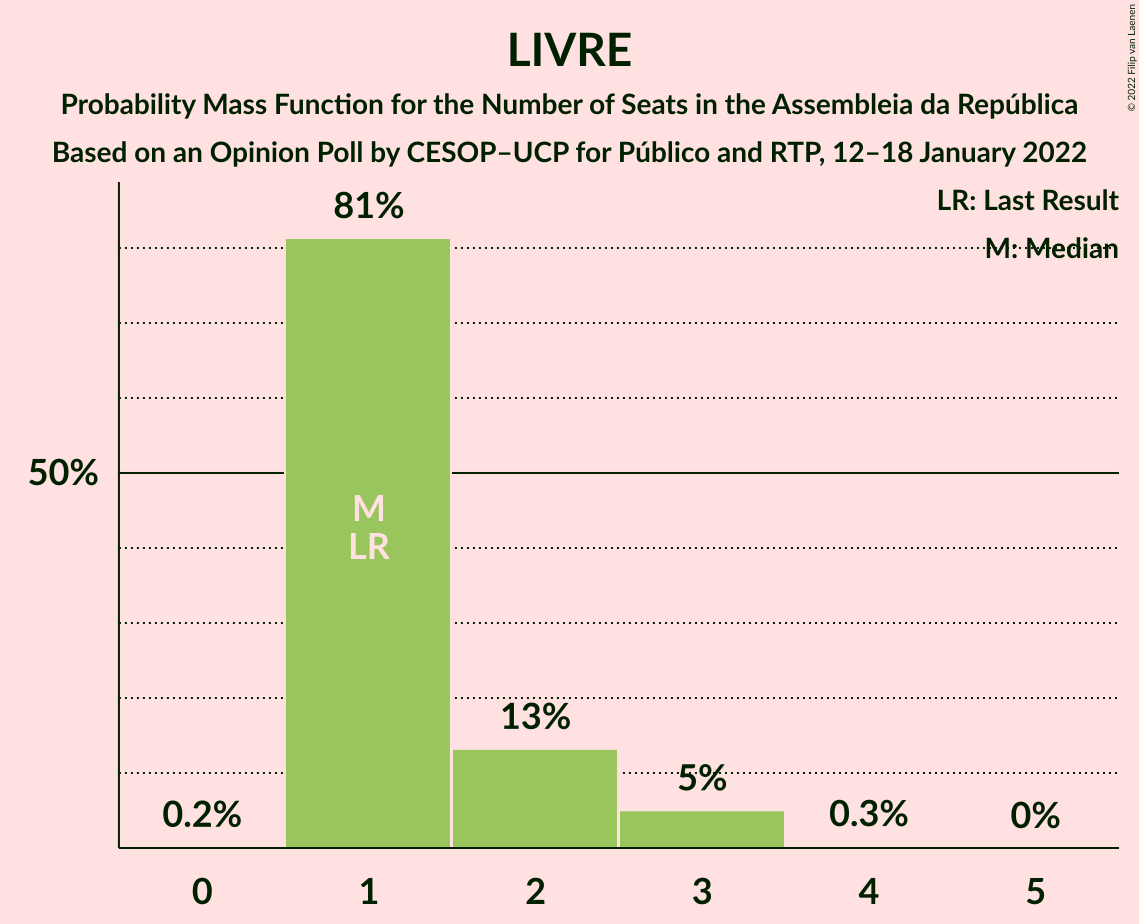 LIVRE
Probability Mass Function for the Number of Seats in the Assembleia da República
Based on an Opinion Poll by CESOP–UCP for Público and RTP, 12–18 January 2022
© 2022 Filip van Laenen
LR: Last Result
M: Median
81%
50%
M
LR
13%
5%
0.2%
0.3%
0%
0 1 2 3 4 5